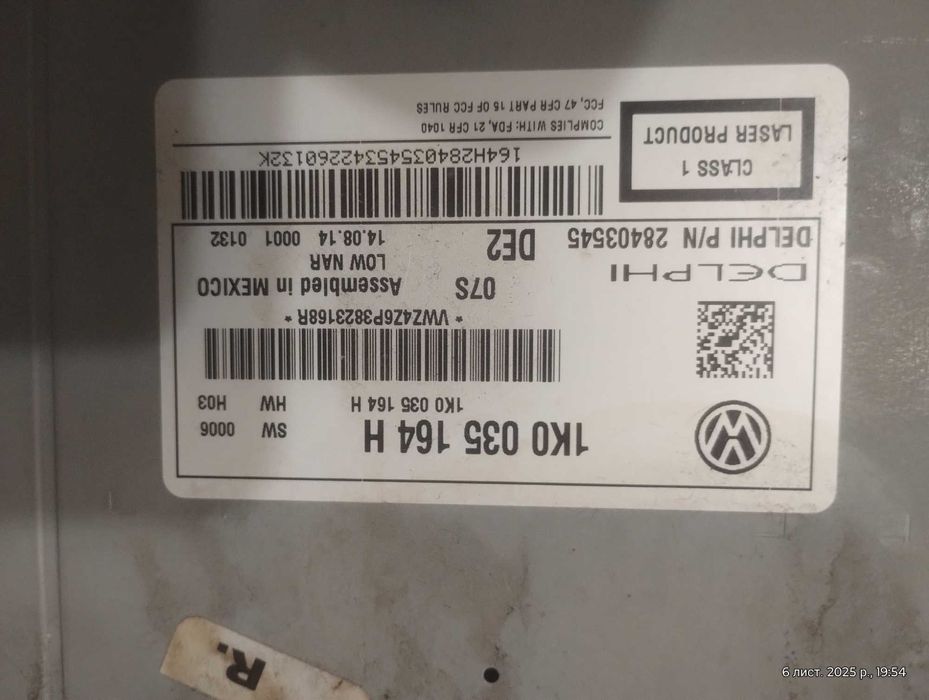 1K0 035 164 H
SW 0006
1K0 035 164 H
HW H03
* VWZ4Z6P3823168R *
DELPHI
07S
Assembled in MEXICO
LOW NAR
DELPHI P/N 28403545
DE2
14.08.14 0001 0132
164H28403545342260132K
CLASS 1
LASER PRODUCT
COMPLIES WITH: FDA, 21 CFR 1040
FCC, 47 CFR PART 15 OF FCC RULES
R.
6 лист. 2025 р., 19:54